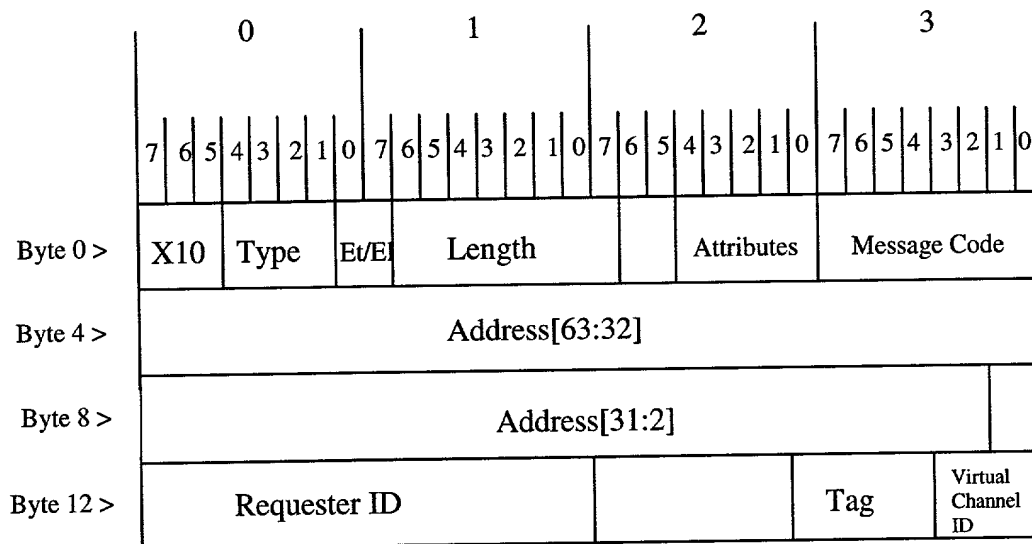 0 1 2 3
7 6 5 4 3 2 1 0 7 6 5 4 3 2 1 0 7 6 5 4 3 2 1 0 7 6 5 4 3 2 1 0
Byte 0 > X10 Type Et/El Length Attributes Message Code
Byte 4 > Address[63:32]
Byte 8 > Address[31:2]
Byte 12 > Requester ID Tag Virtual
Channel
ID